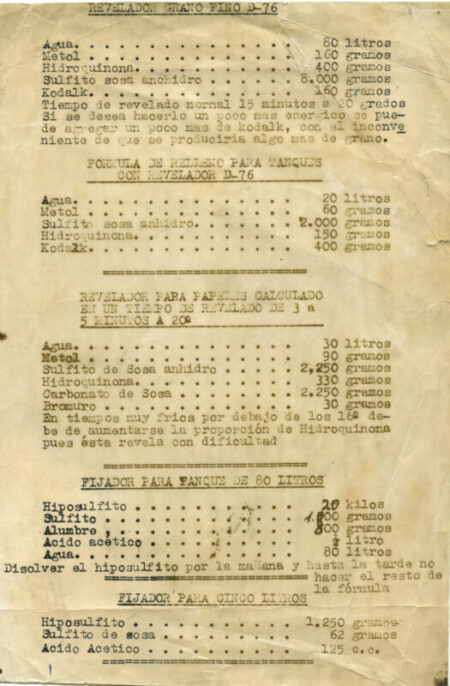 REVELADOR GRANO FINO D-76
Agua. . . . . . . . . . . . . . . . 80 litros
Metol . . . . . . . . . . . . . . . 160 gramos
Hidroquinona. . . . . . . . . . . . 400 gramos
Sulfito sosa anohidro . . . . . . . 8.000 gramos
Kodalk. . . . . . . . . . . . . . . 160 gramos
Tiempo de revelado normal 15 minutos a 20 grados
Si se desea hacerlo un poco mas energico se pue-
de agregar un poco mas de kodalk, con el inconve
niente de que se produciria algo mas de grano.
FORMULA DE RELLENO PARA TANQUES
CON REVELADOR D-76
Agua. . . . . . . . . . . . . . . . 20 litros
Metol . . . . . . . . . . . . . . . 60 gramos
Sulfito sosa anhidro. . . . . . . . 2.000 gramos
Hidroquinona. . . . . . . . . . . . 150 gramos
Kodalk. . . . . . . . . . . . . . . 400 gramos
REVELADOR PARA PAPELES CALCULADO
EN UN TIEMPO DE REVELADO DE 3 a
5 MINUTOS A 20º
Agua. . . . . . . . . . . . . . . . 30 litro
Metol . . . . . . . . . . . . . . . 90 gramos
Sulfito de Sosa anhidro . . . . . . 2,250 gramos
Hidroquinona. . . . . . . . . . . . 330 gramos
Carbonato de Sosa . . . . . . . . . 2.250 gramos
Bromuro . . . . . . . . . . . . . . 30 gramos
En tiempos muy frios por debajo de los 18º de-
be de aumentarse la proporción de Hidroquinona
pues ésta revela con dificultad
FIJADOR PARA TANQUE DE 80 LITROS
Hiposulfito . . . . . . . . . . . . 20 kilos
Sulfito . . . . . . . . . . . . . . gramos
Alumbre , . . . . . . . . . . . . . 800 gramos
Acido acético . . . . . . . . . . . litro
Agua. . . . . . . . . . . . . . . . 80 litros
Disolver el hiposulfito por la mañana y hasta la tarde no
hacer el resto de
la fórmula
FIJADOR PARA CINCO LITROS
Hiposulfito . . . . . . . . . . . . 1.250 gramos
Sulfito de sosa . . . . . . . . . . 62 gramos
Acido Acetico . . . . . . . . . . . 125 c.c.